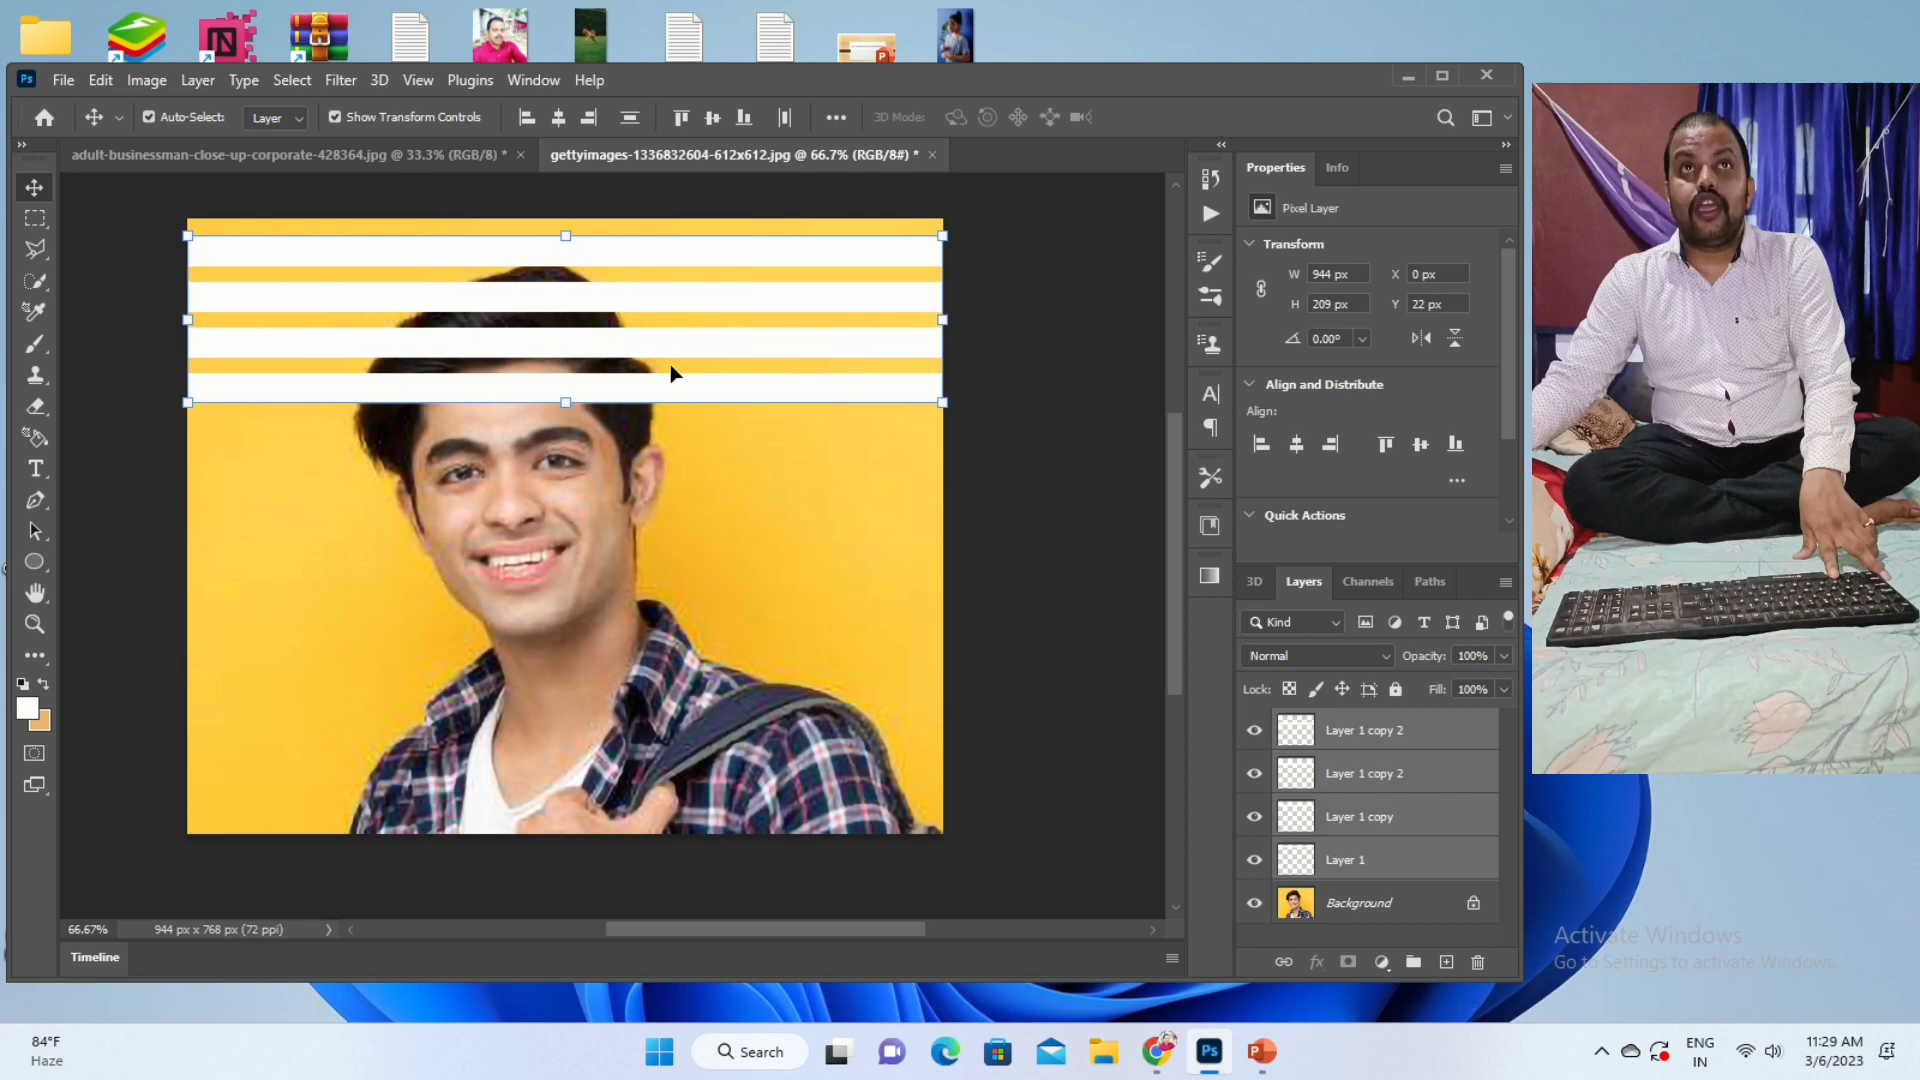 Ps File Edit Image Layer Type Select Filter 3D View Plugins Window Help
Auto-Select: Layer Show Transform Controls 3D Mode:
adult-businessman-close-up-corporate-428364.jpg @ 33.3% (RGB/8) * ×
gettyimages-1336832604-612x612.jpg @ 66.7% (RGB/8#) * ×
Properties Info
Pixel Layer
Transform
W 944 px X 0 px
H 209 px Y 22 px
0.00°
Align and Distribute
Align:
Quick Actions
3D Layers Channels Paths
Kind
Normal Opacity: 100%
Lock: Fill: 100%
Layer 1 copy 2
Layer 1 copy 2
Layer 1 copy
Layer 1
Background
66.67% 944 px x 768 px (72 ppi)
Timeline
Activate Windows
Go to Settings to activate Windows.
84°F
Haze
Search
Ps
ENG
IN
11:29 AM
3/6/2023